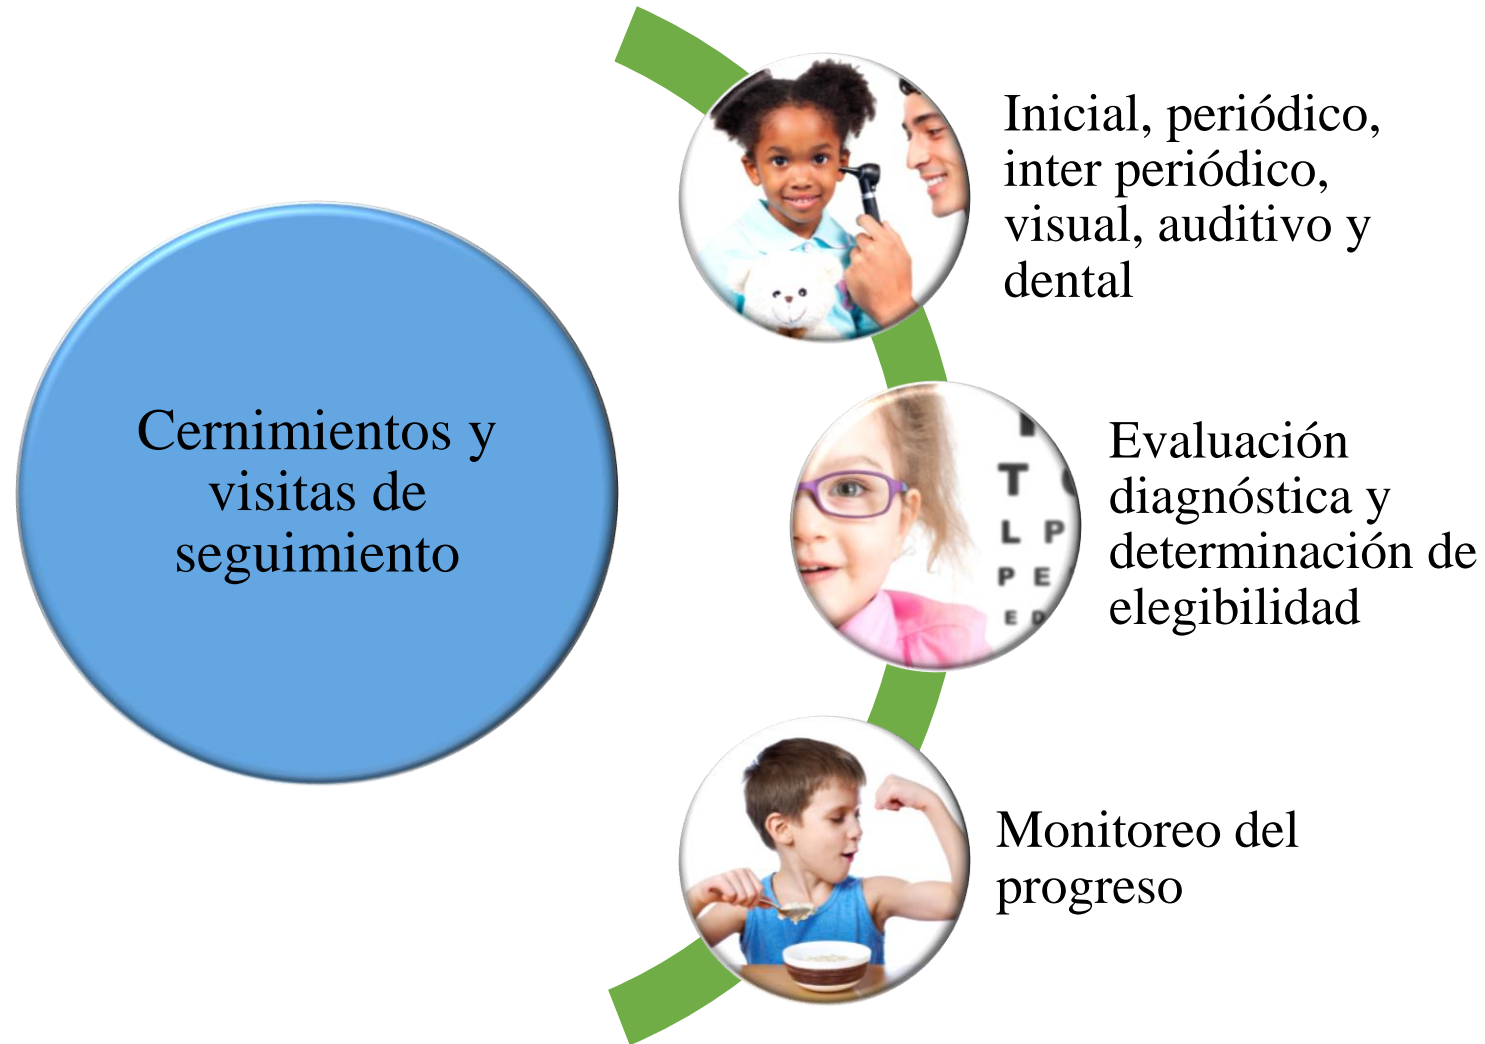 Cernimientos y
visitas de
seguimiento
Inicial, periódico,
inter periódico,
visual, auditivo y
dental
Evaluación
diagnóstica y
determinación de
elegibilidad
T
L P
P E
E D
Monitoreo del
progreso